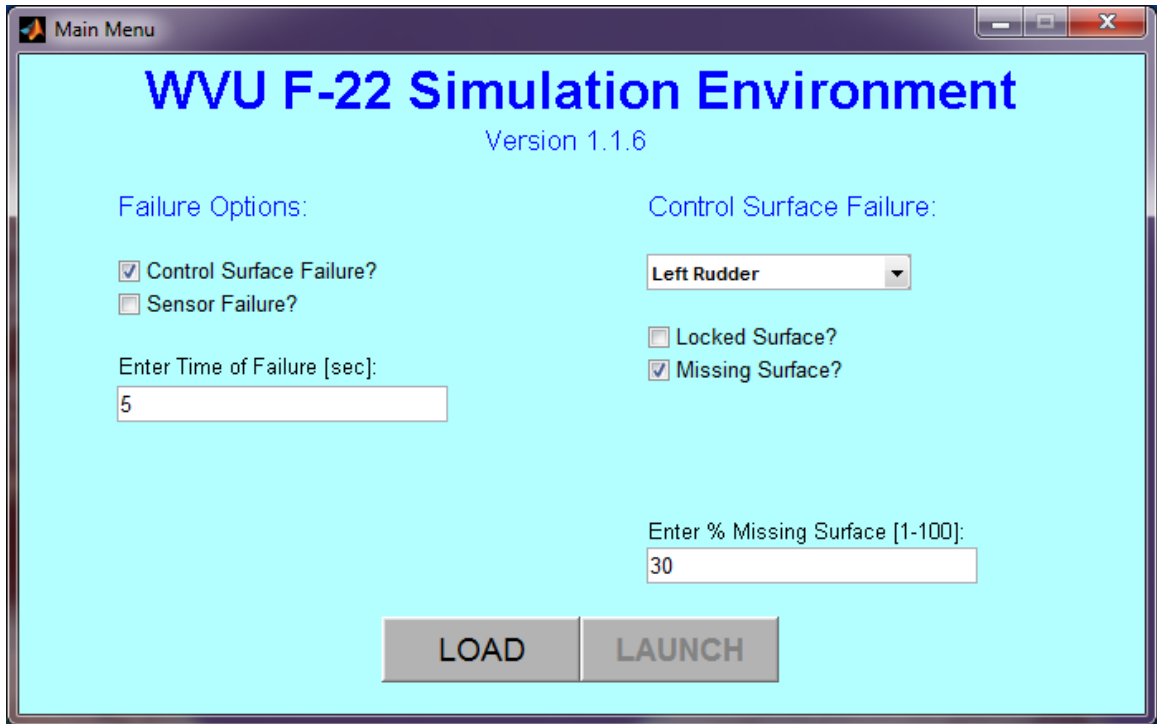 Main Menu
WVU F-22 Simulation Environment
Version 1.1.6
Failure Options:
Control Surface Failure?
Sensor Failure?
Enter Time of Failure [sec]:
5
Control Surface Failure:
Left Rudder
Locked Surface?
Missing Surface?
Enter % Missing Surface [1-100]:
30
LOAD
LAUNCH